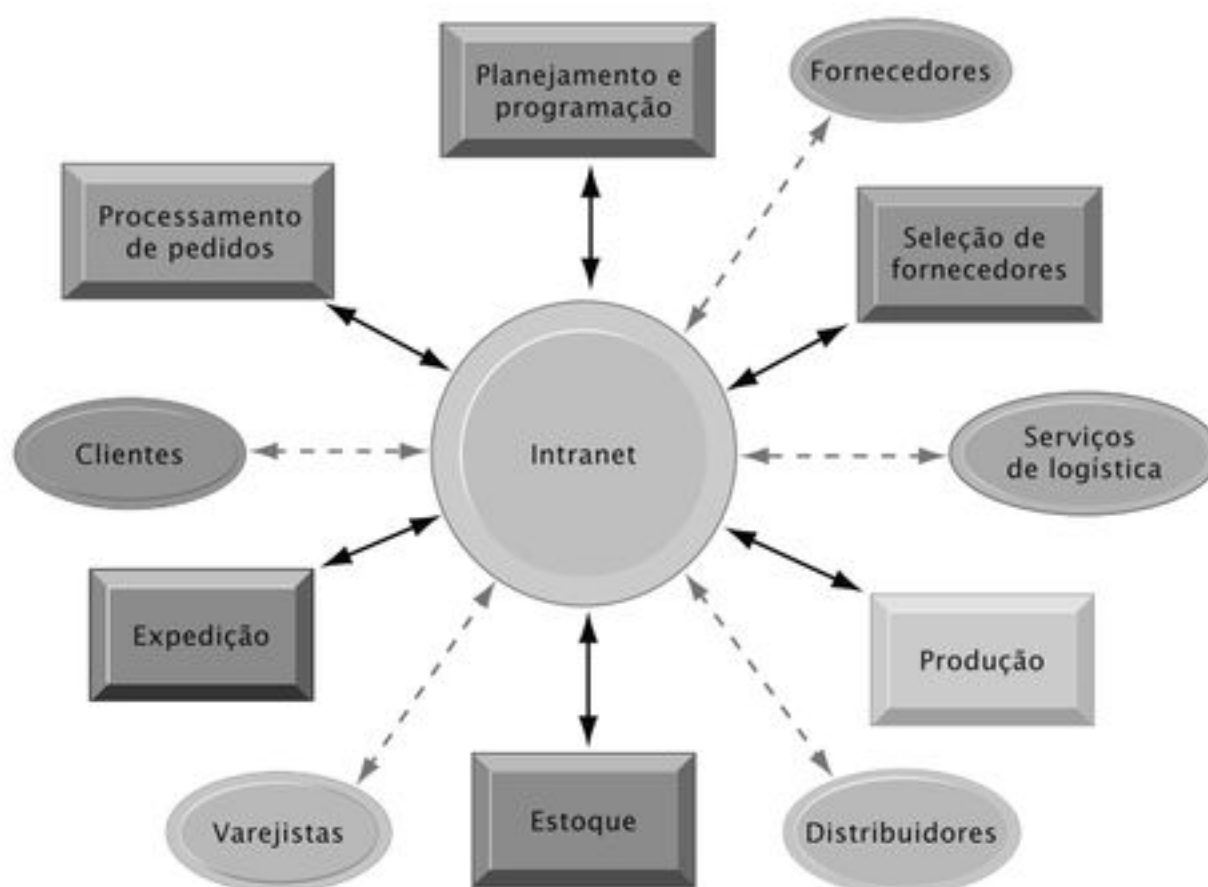 Planejamento e
programação
Fornecedores
Processamento
de pedidos
Seleção de
fornecedores
Clientes
Intranet
Serviços
de logística
Expedição
Produção
Varejistas
Estoque
Distribuidores